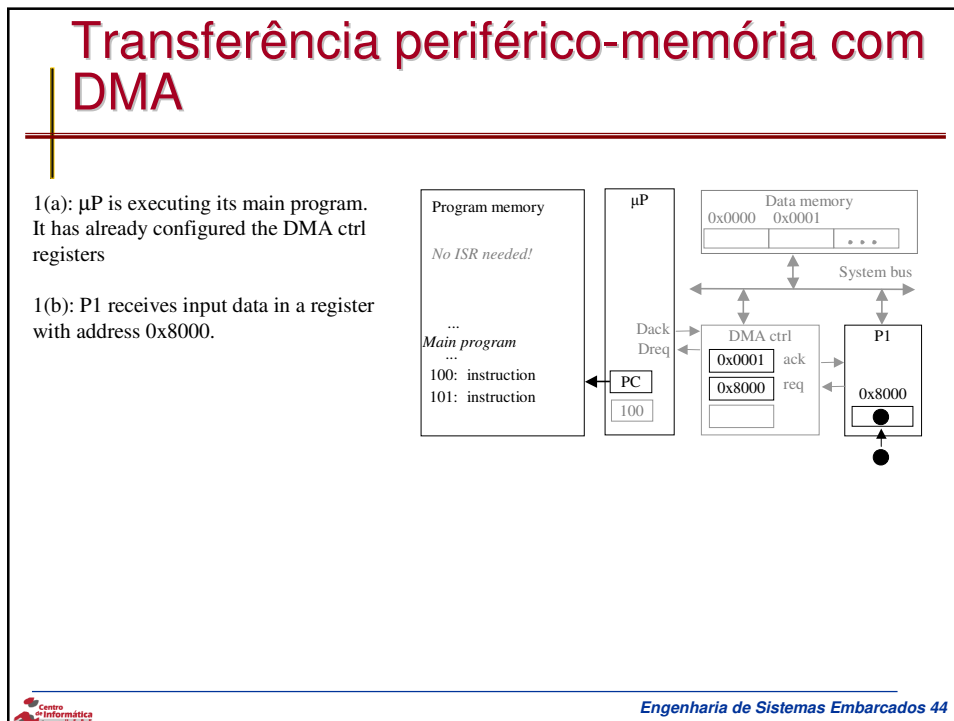 Transferência periférico-memória com
DMA
1(a): μP is executing its main program.
It has already configured the DMA ctrl
registers
1(b): P1 receives input data in a register
with address 0x8000.
Program memory
No ISR needed!
...
Main program
...
100: instruction
101: instruction
μP
Dack
Dreq
PC
100
Data memory
0x0000 0x0001
...
System bus
DMA ctrl
0x0001 ack
0x8000 req
P1
0x8000
Centro
de Informática
Engenharia de Sistemas Embarcados 44